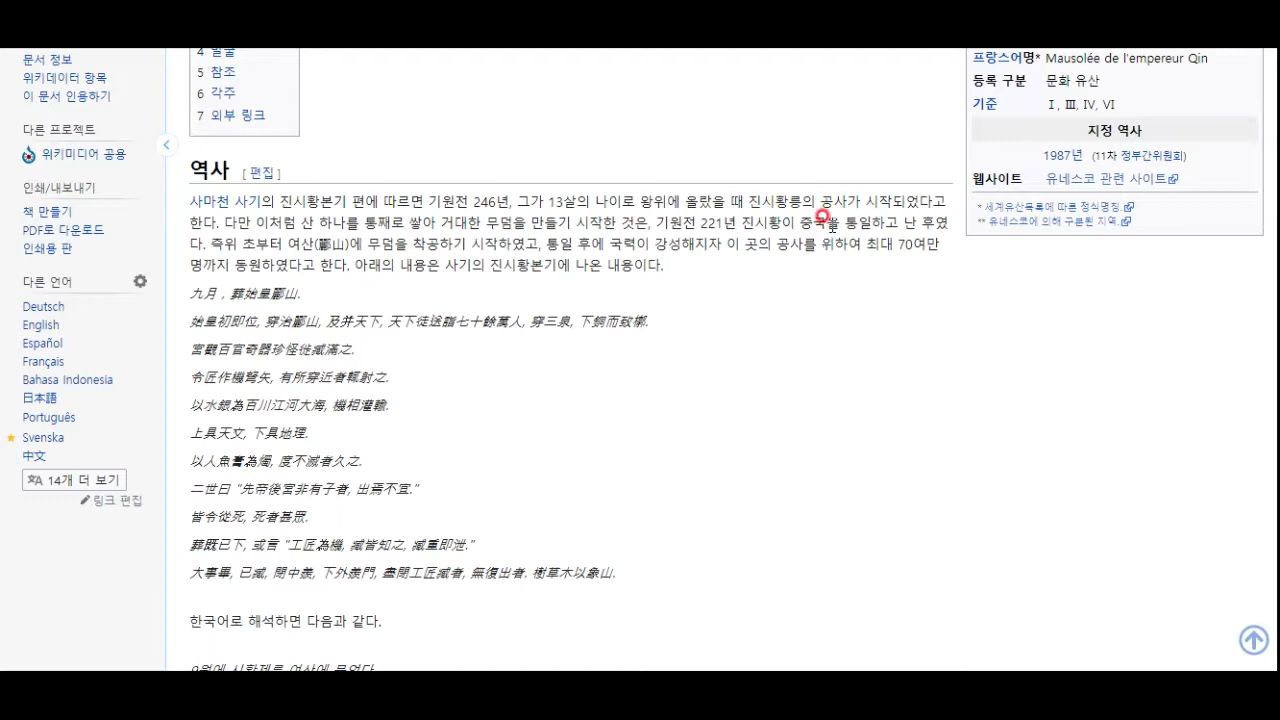 문서 정보
위키데이터 항목
이 문서 인용하기
다른 프로젝트
위키미디어 공용
인쇄/내보내기
책 만들기
PDF로 다운로드
인쇄용 판
다른 언어
Deutsch
English
Español
Français
Bahasa Indonesia
日本語
Português
Svenska
中文
14개 더 보기
링크 편집
4 발굴
5 참조
6 각주
7 외부 링크
역사 [편집]
사마천 사기의 진시황본기 편에 따르면 기원전 246년, 그가 13살의 나이로 왕위에 올랐을 때 진시황릉의 공사가 시작되었다고
한다. 다만 이처럼 산 하나를 통째로 쌓아 거대한 무덤을 만들기 시작한 것은, 기원전 221년 진시황이 중국을 통일하고 난 후였
다. 즉위 초부터 여산(酈山)에 무덤을 착공하기 시작하였고, 통일 후에 국력이 강성해지자 이 곳의 공사를 위하여 최대 70여만
명까지 동원하였다고 한다. 아래의 내용은 사기의 진시황본기에 나온 내용이다.
九月，葬始皇酈山.
始皇初即位, 穿治酈山, 及并天下, 天下徒送詣七十餘萬人, 穿三泉, 下銅而致槨.
宮觀百官奇器珍怪徙臧滿之.
令匠作機弩矢, 有所穿近者輒射之.
以水銀為百川江河大海, 機相灌輸.
上具天文, 下具地理.
以人魚膏為燭, 度不滅者久之.
二世曰 “先帝後宮非有子者, 出焉不宜.”
皆令從死, 死者甚眾.
葬既已下, 或言 “工匠為機, 臧皆知之, 臧重即泄.”
大事畢, 已臧, 閉中羨, 下外羨門, 盡閉工匠臧者, 無復出者. 樹草木以象山.
한국어로 해석하면 다음과 같다.
9월에 시황제를 여산에 묻었다.
프랑스어명* Mausolée de l'empereur Qin
등록 구분 문화 유산
기준 Ⅰ, Ⅲ, Ⅳ, Ⅵ
지정 역사
1987년 (11차 정부간위원회)
웹사이트 유네스코 관련 사이트
* 세계유산목록에 따른 정식명칭.
** 유네스코에 의해 구분된 지역.